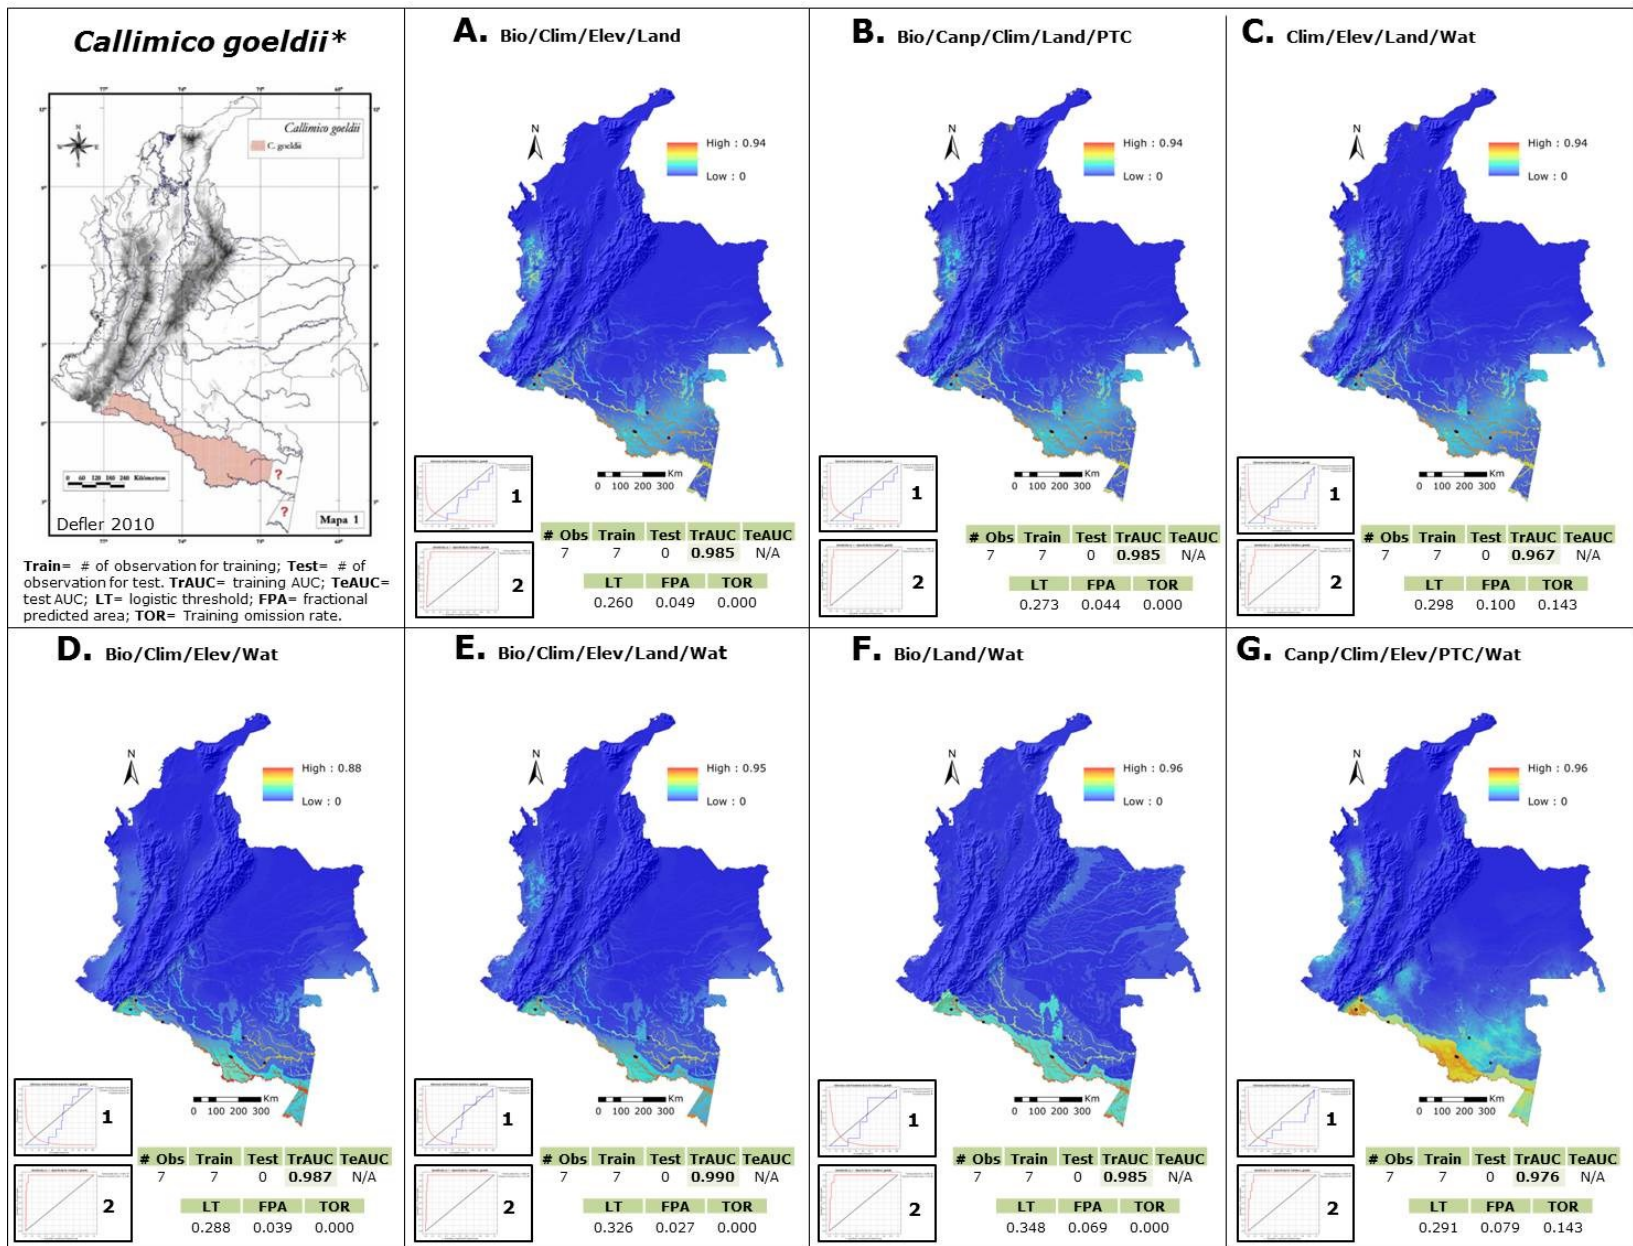 Callimico goeldii*
77° 74° 71° 69°
Callimico goeldii
C. goeldii
N
0 60 120 180 240 Kilómetros
?
?
Mapa 1
Defler 2010
Train= # of observation for training; Test= # of
observation for test. TrAUC= training AUC; TeAUC=
test AUC; LT= logistic threshold; FPA= fractional
predicted area; TOR= Training omission rate.
A. Bio/Clim/Elev/Land
N
High : 0.94
Low : 0
Km
0 100 200 300
1
2
# Obs Train Test TrAUC TeAUC
7 7 0 0.985 N/A
LT FPA TOR
0.260 0.049 0.000
B. Bio/Canp/Clim/Land/PTC
N
High : 0.94
Low : 0
Km
0 100 200 300
1
2
# Obs Train Test TrAUC TeAUC
7 7 0 0.985 N/A
LT FPA TOR
0.273 0.044 0.000
C. Clim/Elev/Land/Wat
N
High : 0.94
Low : 0
Km
0 100 200 300
1
2
# Obs Train Test TrAUC TeAUC
7 7 0 0.967 N/A
LT FPA TOR
0.298 0.100 0.143
D. Bio/Clim/Elev/Wat
N
High : 0.88
Low : 0
Km
0 100 200 300
1
2
# Obs Train Test TrAUC TeAUC
7 7 0 0.987 N/A
LT FPA TOR
0.288 0.039 0.000
E. Bio/Clim/Elev/Land/Wat
N
High : 0.95
Low : 0
Km
0 100 200 300
1
2
# Obs Train Test TrAUC TeAUC
7 7 0 0.990 N/A
LT FPA TOR
0.326 0.027 0.000
F. Bio/Land/Wat
N
High : 0.96
Low : 0
Km
0 100 200 300
1
2
# Obs Train Test TrAUC TeAUC
7 7 0 0.985 N/A
LT FPA TOR
0.348 0.069 0.000
G. Canp/Clim/Elev/PTC/Wat
N
High : 0.96
Low : 0
Km
0 100 200 300
1
2
# Obs Train Test TrAUC TeAUC
7 7 0 0.976 N/A
LT FPA TOR
0.291 0.079 0.143